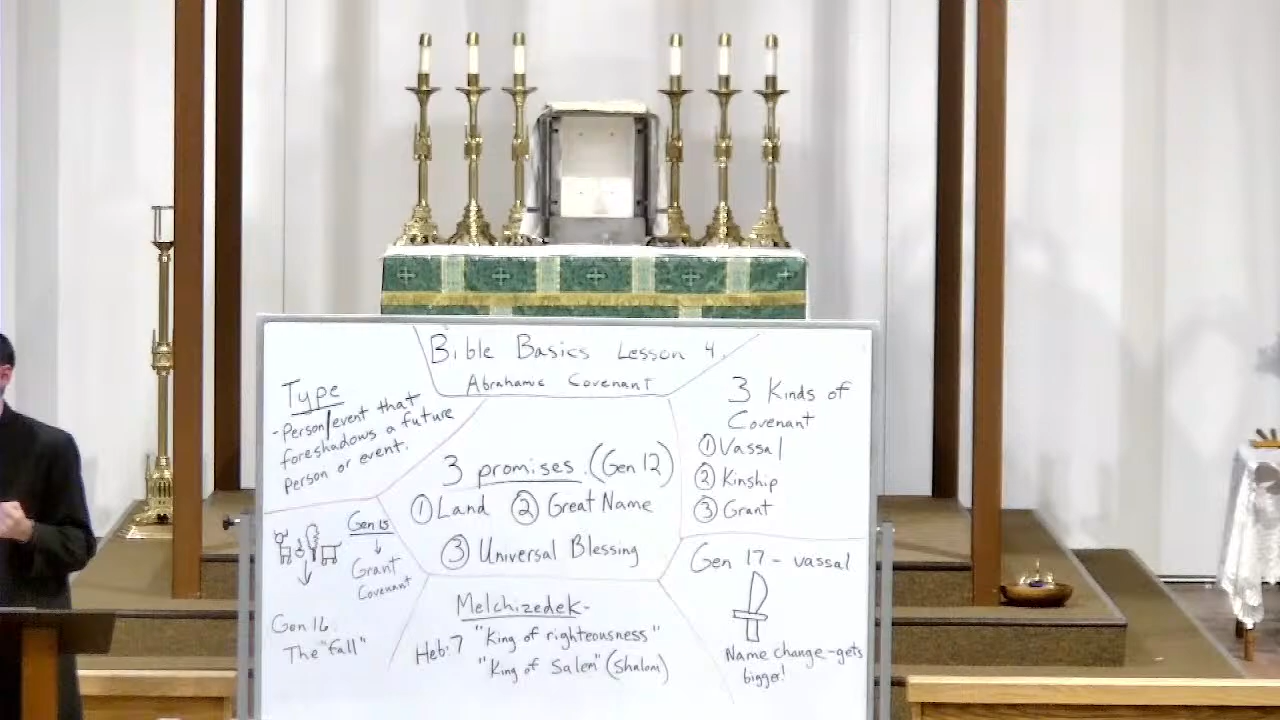 Bible Basics Lesson 4
Abrahamic Covenant
Type
- Person/event that
foreshadows a future
person or event.
3 promises. (Gen 12)
① Land ② Great Name
③ Universal Blessing
3 Kinds of
Covenant
① Vassal
② Kinship
③ Grant
Gen 15
↓
Grant
Covenant
Gen 16
The "fall"
Melchizedek-
Heb: 7 "King of righteousness"
"King of Salem" (Shalom)
Gen 17 - vassal
Name change - gets
bigger!